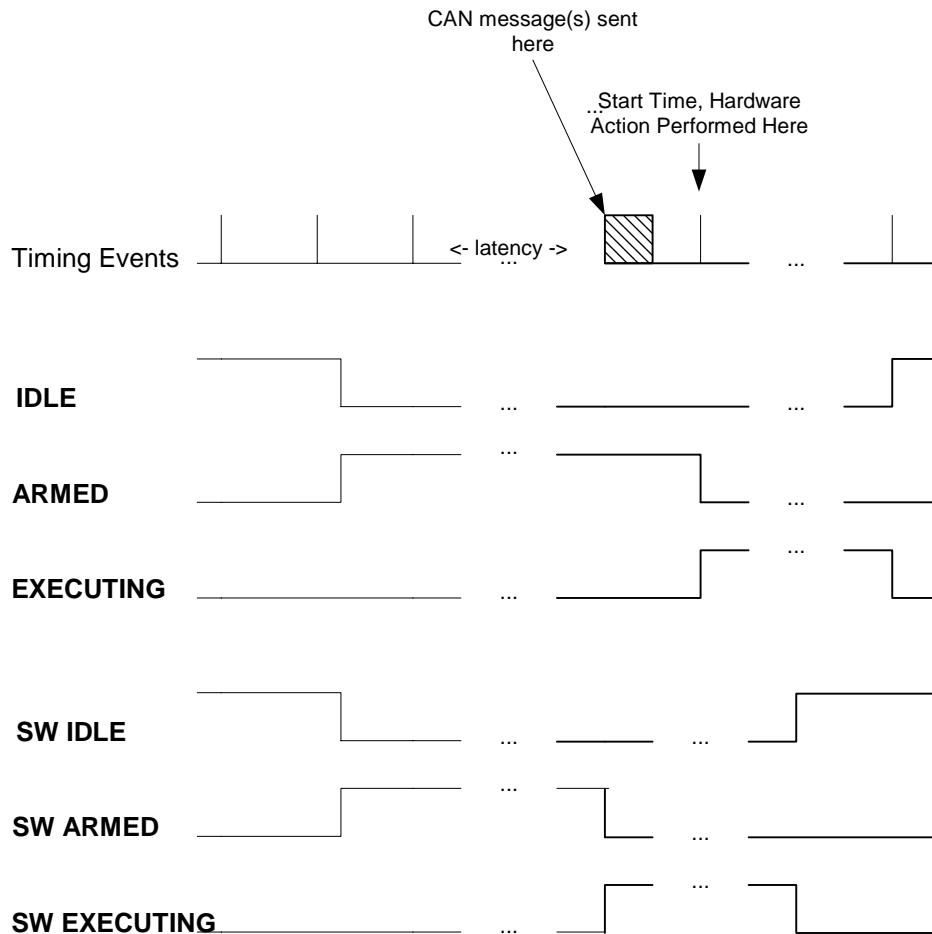 CAN message(s) sent
here
...Start Time, Hardware
Action Performed Here
<- latency ->
Timing Events
...
...
IDLE
...
...
ARMED
...
...
EXECUTING
...
...
SW IDLE
...
...
SW ARMED
...
...
SW EXECUTING
...
...